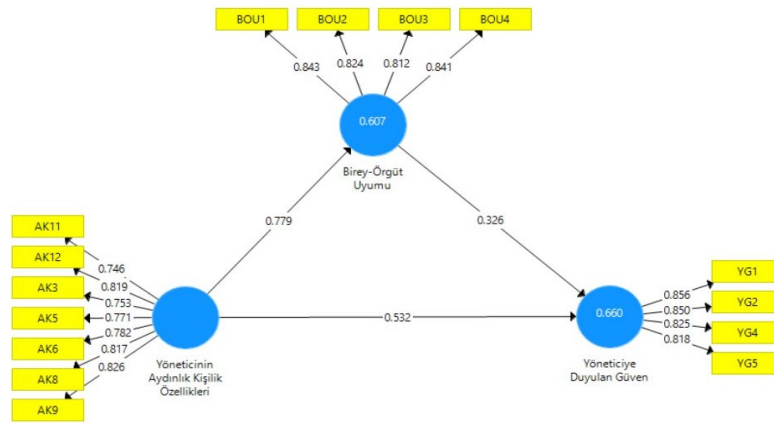 BOU1
BOU2
BOU3
BOU4
0.843
0.824
0.812
0.841
0.607
Birey-Örgüt
Uyumu
0.779
0.326
AK11
AK12
AK3
AK5
AK6
AK8
AK9
0.746
0.819
0.753
0.771
0.782
0.817
0.826
Yöneticinin
Aydınlık Kişilik
Özellikleri
0.532
0.660
Yöneticiye
Duyulan Güven
0.856
0.850
0.825
0.818
YG1
YG2
YG4
YG5